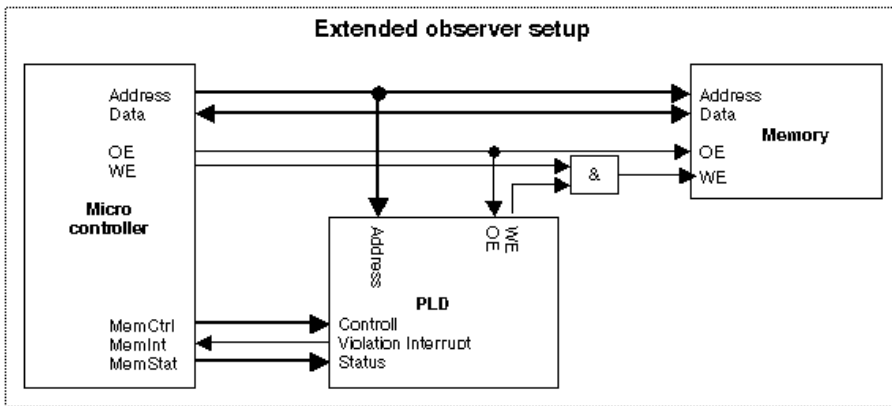 Extended observer setup
Address
Data
OE
WE
Micro
controller
MemCtrl
MemInt
MemStat
Address
Data
Memory
OE
WE
&
Address
OE
WE
PLD
Controll
Violation Interrupt
Status